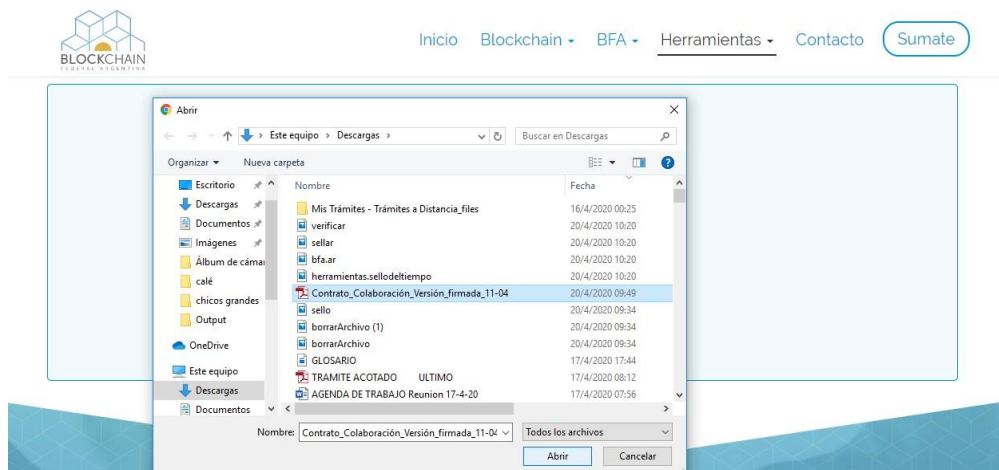 BLOCKCHAIN
FEDERAL ARGENTINA
Inicio Blockchain BFA Herramientas Contacto Sumate
Abrir
Este equipo > Descargas >
Buscar en Descargas
Organizar
Nueva carpeta
Escritorio
Descargas
Documentos
Imágenes
Álbum de cámar
calé
chicos grandes
Output
OneDrive
Este equipo
Descargas
Documentos
Nombre Fecha
Mis Trámites - Trámites a Distancia_files 16/4/2020 00:25
verificar 20/4/2020 10:20
sellar 20/4/2020 10:20
bfa.ar 20/4/2020 10:20
herramientas.sellodeltiempo 20/4/2020 10:20
Contrato_Colaboración_Versión_firmada_11-04 20/4/2020 09:49
sello 20/4/2020 09:34
borrarArchivo (1) 20/4/2020 09:34
borrarArchivo 20/4/2020 09:34
GLOSARIO 17/4/2020 17:44
TRAMITE ACOTADO ULTIMO 17/4/2020 08:12
AGENDA DE TRABAJO Reunion 17-4-20 17/4/2020 07:56
Nombre: Contrato_Colaboración_Versión_firmada_11-04
Todos los archivos
Abrir
Cancelar